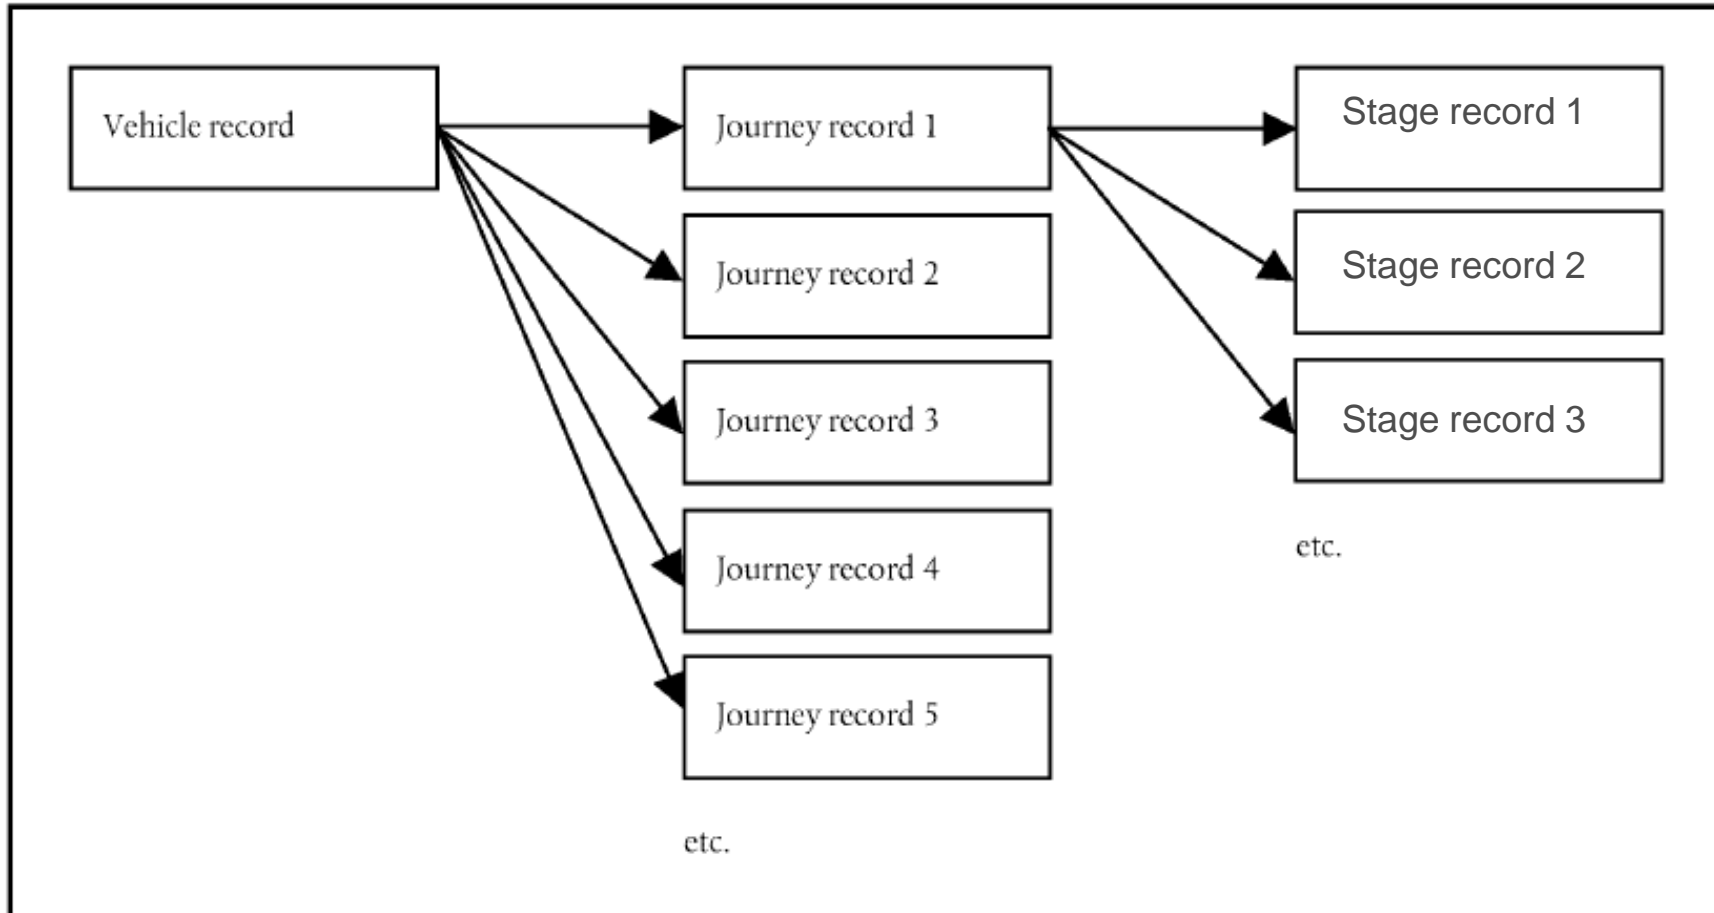 Vehicle record
Journey record 1
Journey record 2
Journey record 3
Journey record 4
Journey record 5
etc.
Stage record 1
Stage record 2
Stage record 3
etc.